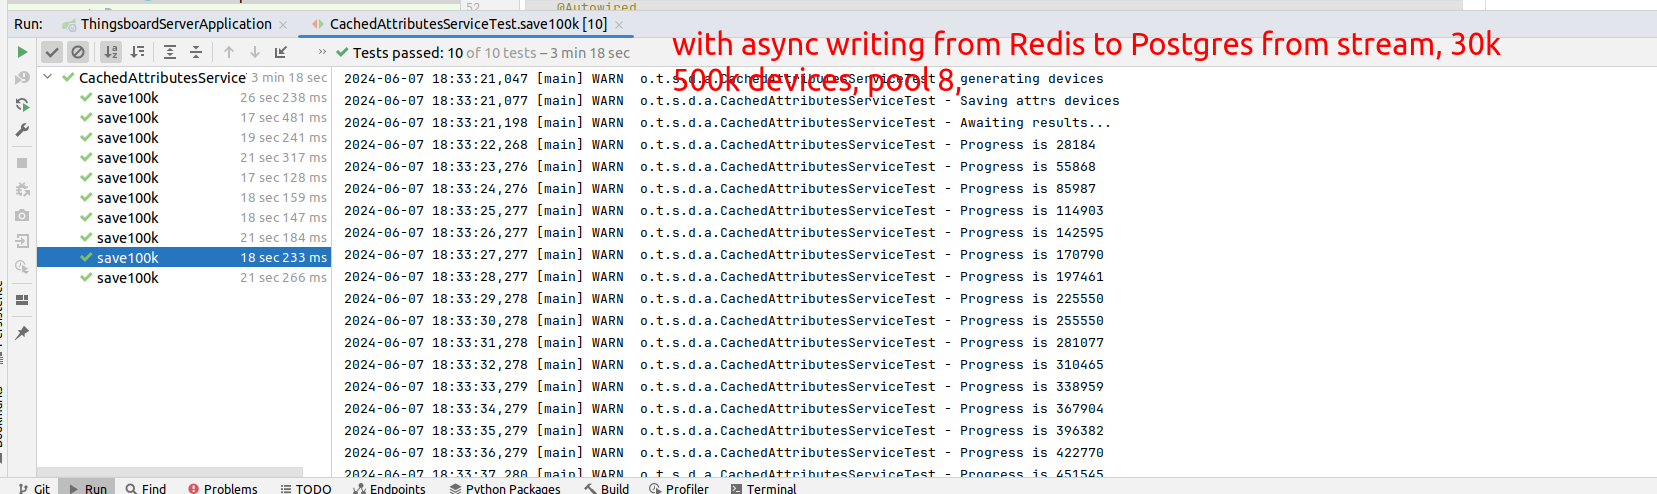 52 @Autowired
Run: ThingsboardServerApplication × CachedAttributesServiceTest.save100k [10] ×
» Tests passed: 10 of 10 tests – 3 min 18 sec
with async writing from Redis to Postgres from stream, 30k
500k devices, pool 8,
CachedAttributesService 3 min 18 sec
save100k 26 sec 238 ms
save100k 17 sec 481 ms
save100k 19 sec 241 ms
save100k 21 sec 317 ms
save100k 17 sec 128 ms
save100k 18 sec 159 ms
save100k 18 sec 147 ms
save100k 21 sec 184 ms
save100k 18 sec 233 ms
save100k 21 sec 266 ms
2024-06-07 18:33:21,047 [main] WARN o.t.s.d.a.CachedAttributesServiceTest - generating devices
2024-06-07 18:33:21,077 [main] WARN o.t.s.d.a.CachedAttributesServiceTest - Saving attrs devices
2024-06-07 18:33:21,198 [main] WARN o.t.s.d.a.CachedAttributesServiceTest - Awaiting results...
2024-06-07 18:33:22,268 [main] WARN o.t.s.d.a.CachedAttributesServiceTest - Progress is 28184
2024-06-07 18:33:23,276 [main] WARN o.t.s.d.a.CachedAttributesServiceTest - Progress is 55868
2024-06-07 18:33:24,276 [main] WARN o.t.s.d.a.CachedAttributesServiceTest - Progress is 85987
2024-06-07 18:33:25,277 [main] WARN o.t.s.d.a.CachedAttributesServiceTest - Progress is 114903
2024-06-07 18:33:26,277 [main] WARN o.t.s.d.a.CachedAttributesServiceTest - Progress is 142595
2024-06-07 18:33:27,277 [main] WARN o.t.s.d.a.CachedAttributesServiceTest - Progress is 170790
2024-06-07 18:33:28,277 [main] WARN o.t.s.d.a.CachedAttributesServiceTest - Progress is 197461
2024-06-07 18:33:29,278 [main] WARN o.t.s.d.a.CachedAttributesServiceTest - Progress is 225550
2024-06-07 18:33:30,278 [main] WARN o.t.s.d.a.CachedAttributesServiceTest - Progress is 255550
2024-06-07 18:33:31,278 [main] WARN o.t.s.d.a.CachedAttributesServiceTest - Progress is 281077
2024-06-07 18:33:32,278 [main] WARN o.t.s.d.a.CachedAttributesServiceTest - Progress is 310465
2024-06-07 18:33:33,279 [main] WARN o.t.s.d.a.CachedAttributesServiceTest - Progress is 338959
2024-06-07 18:33:34,279 [main] WARN o.t.s.d.a.CachedAttributesServiceTest - Progress is 367904
2024-06-07 18:33:35,279 [main] WARN o.t.s.d.a.CachedAttributesServiceTest - Progress is 396382
2024-06-07 18:33:36,279 [main] WARN o.t.s.d.a.CachedAttributesServiceTest - Progress is 422770
2024-06-07 18:33:37,280 [main] WARN o.t.s.d.a.CachedAttributesServiceTest - Progress is 451545
Git Run Find Problems TODO Endpoints Python Packages Build Profiler Terminal